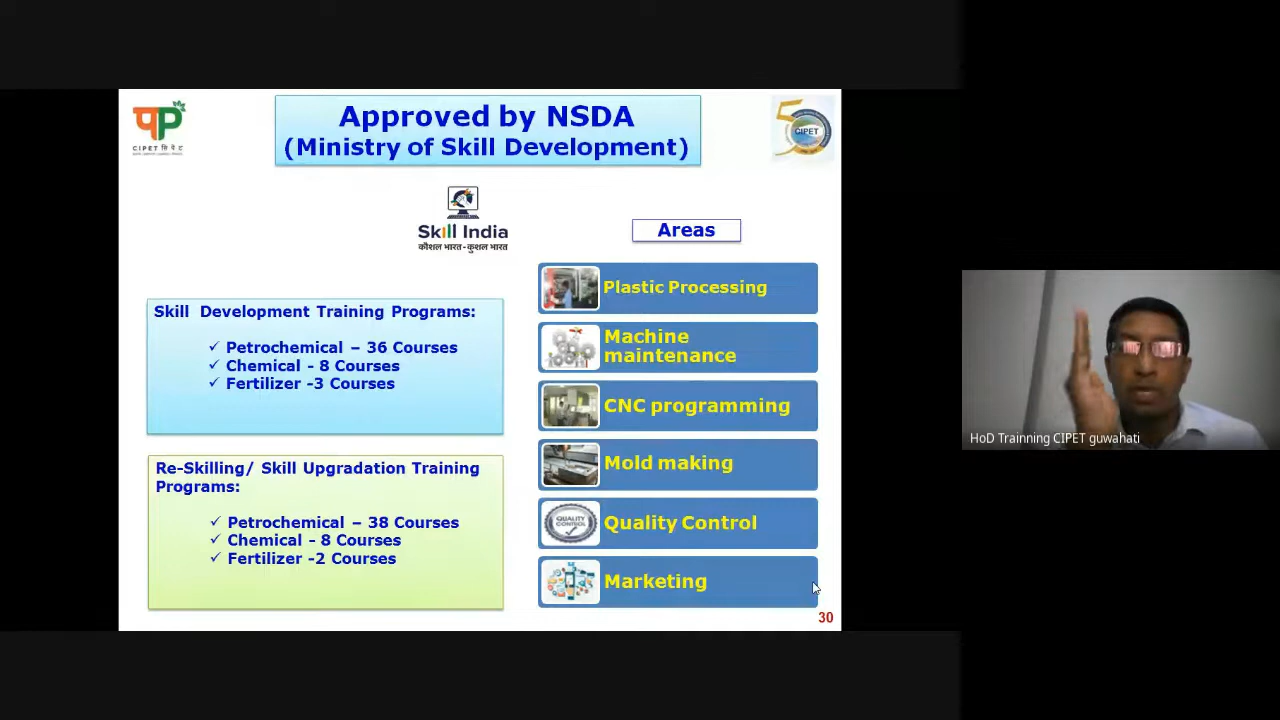 Approved by NSDA
(Ministry of Skill Development)
CIPET सिपेट
CIPET
Skill India
कौशल भारत-कुशल भारत
Areas
Skill Development Training Programs:
✓ Petrochemical – 36 Courses
✓ Chemical - 8 Courses
✓ Fertilizer -3 Courses
Re-Skilling/ Skill Upgradation Training
Programs:
✓ Petrochemical – 38 Courses
✓ Chemical - 8 Courses
✓ Fertilizer -2 Courses
Plastic Processing
Machine
maintenance
CNC programming
Mold making
QUALITY
CONTROL
Quality Control
Marketing
30
HoD Trainning CIPET guwahati